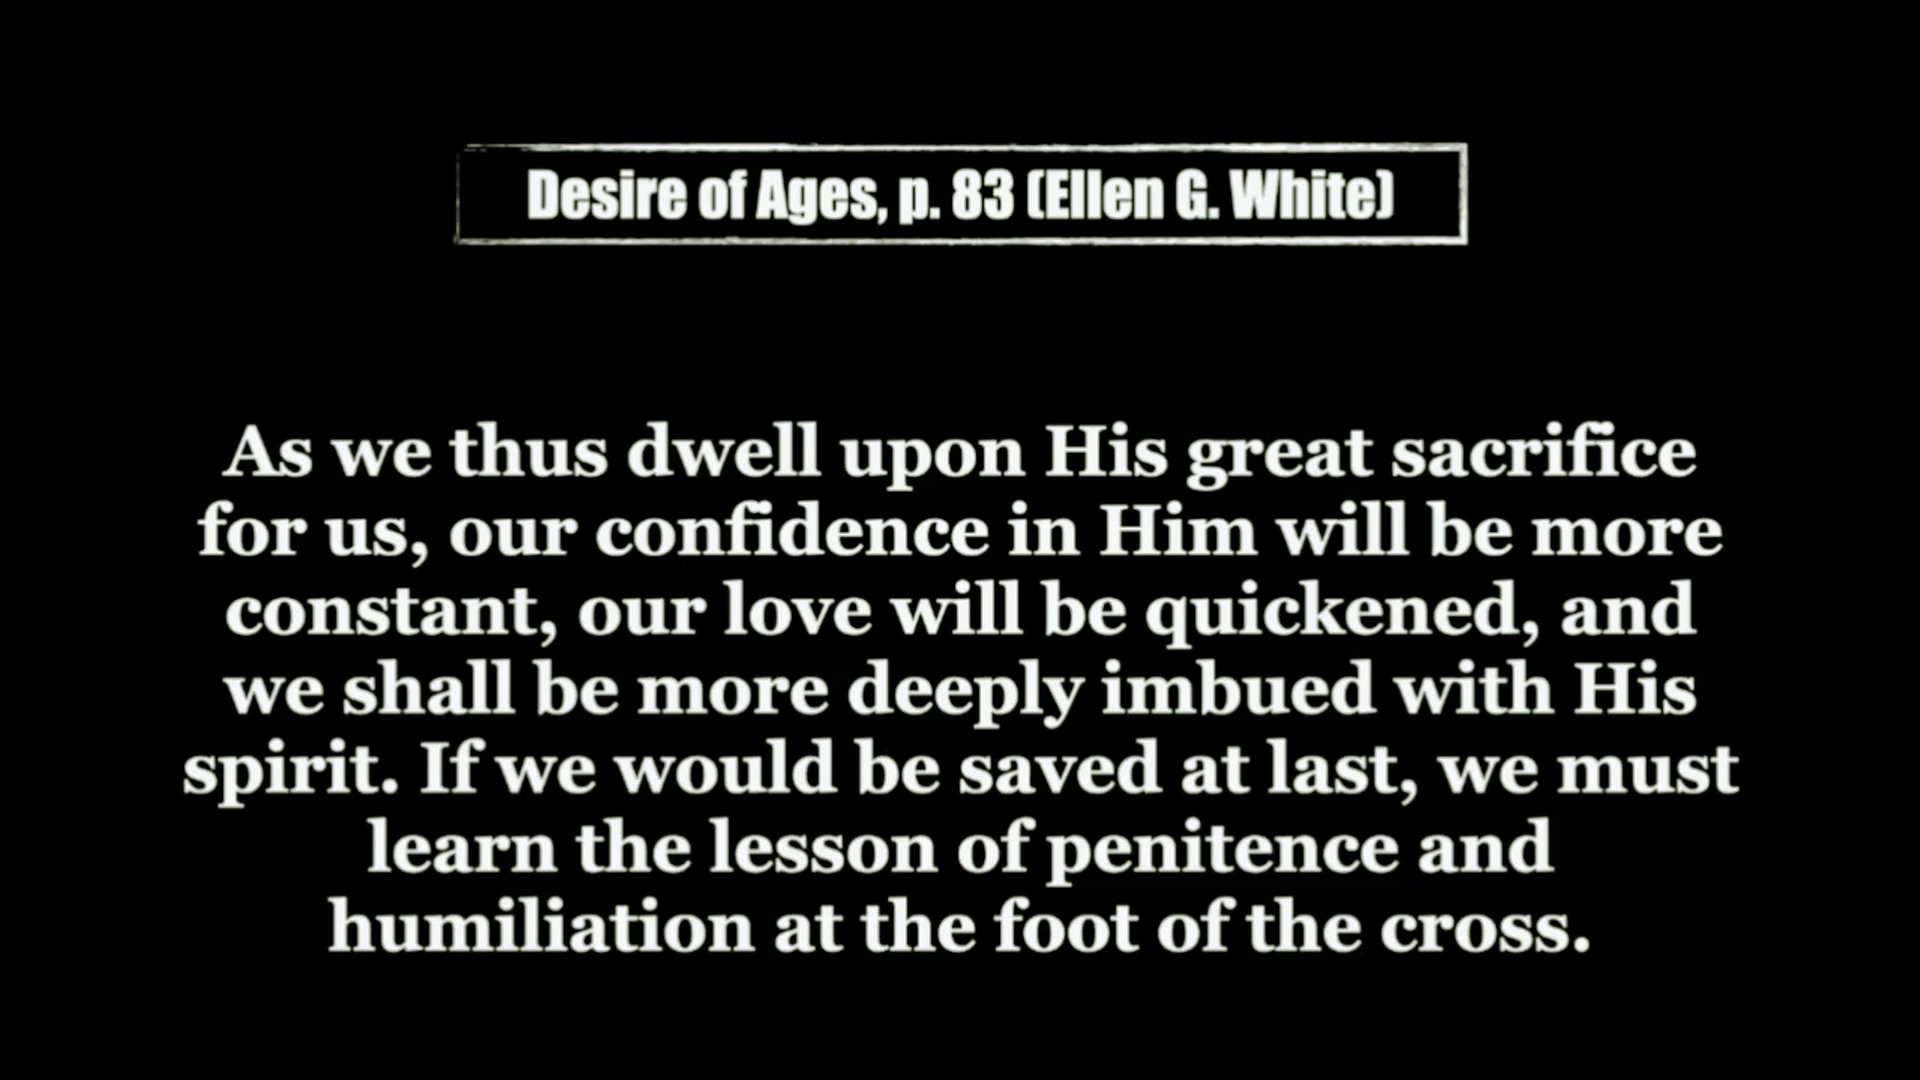 Desire of Ages, p. 83 (Ellen G. White)
As we thus dwell upon His great sacrifice
for us, our confidence in Him will be more
constant, our love will be quickened, and
we shall be more deeply imbued with His
spirit. If we would be saved at last, we must
learn the lesson of penitence and
humiliation at the foot of the cross.